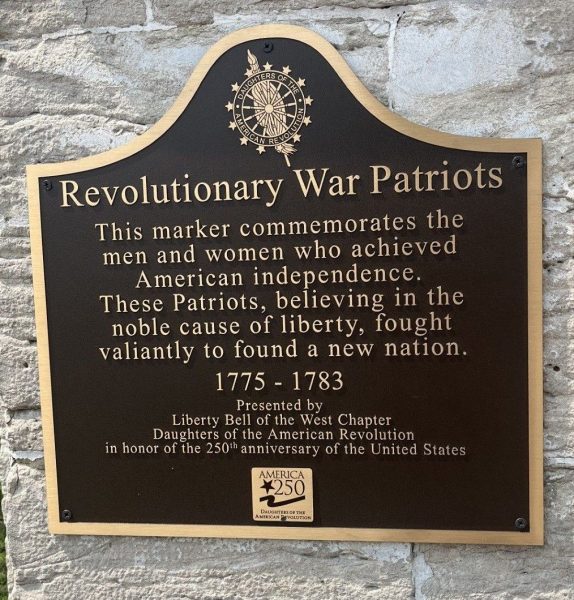 DAUGHTERS OF THE
AMERICAN REVOLUTION
Revolutionary War Patriots
This marker commemorates the
men and women who achieved
American independence.
These Patriots, believing in the
noble cause of liberty, fought
valiantly to found a new nation.
1775 - 1783
Presented by
Liberty Bell of the West Chapter
Daughters of the American Revolution
in honor of the 250th anniversary of the United States
AMERICA
250
DAUGHTERS OF THE
AMERICAN REVOLUTION